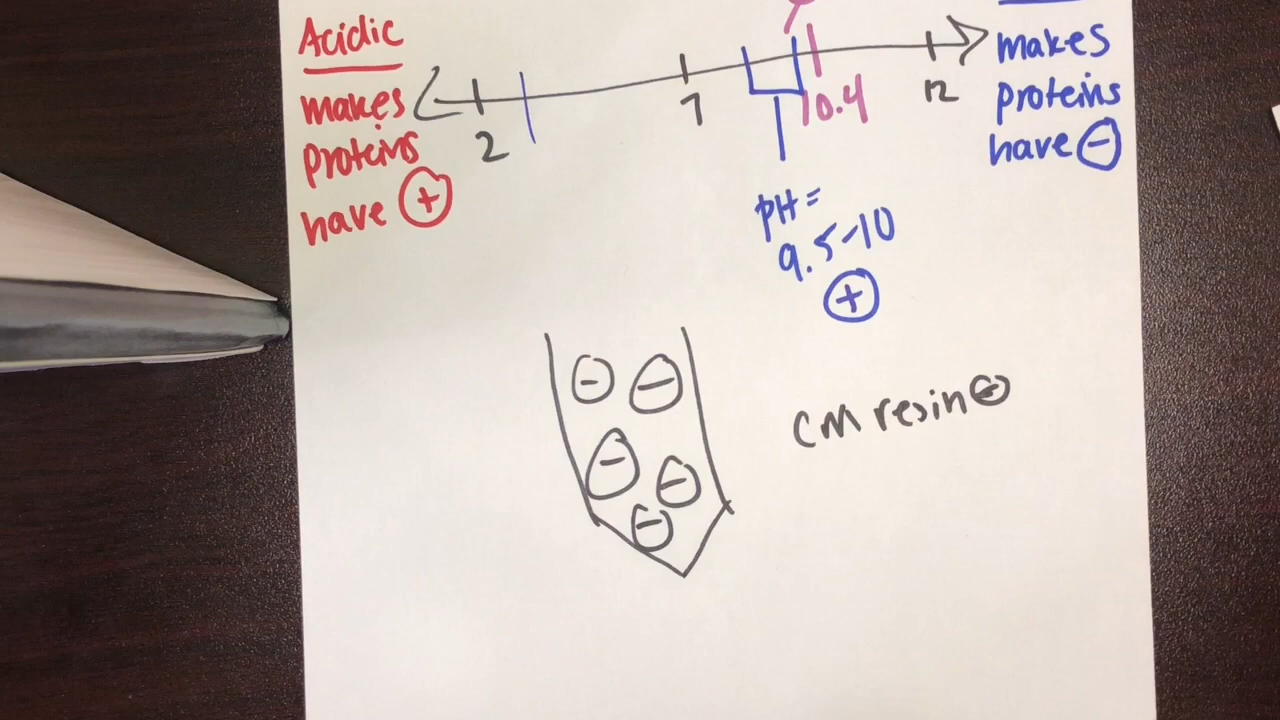 Acidic
makes
proteins
have +
2
7
10.4
12
makes
proteins
have -
pH =
9.5-10
+
- -
- -
-
CM resin -